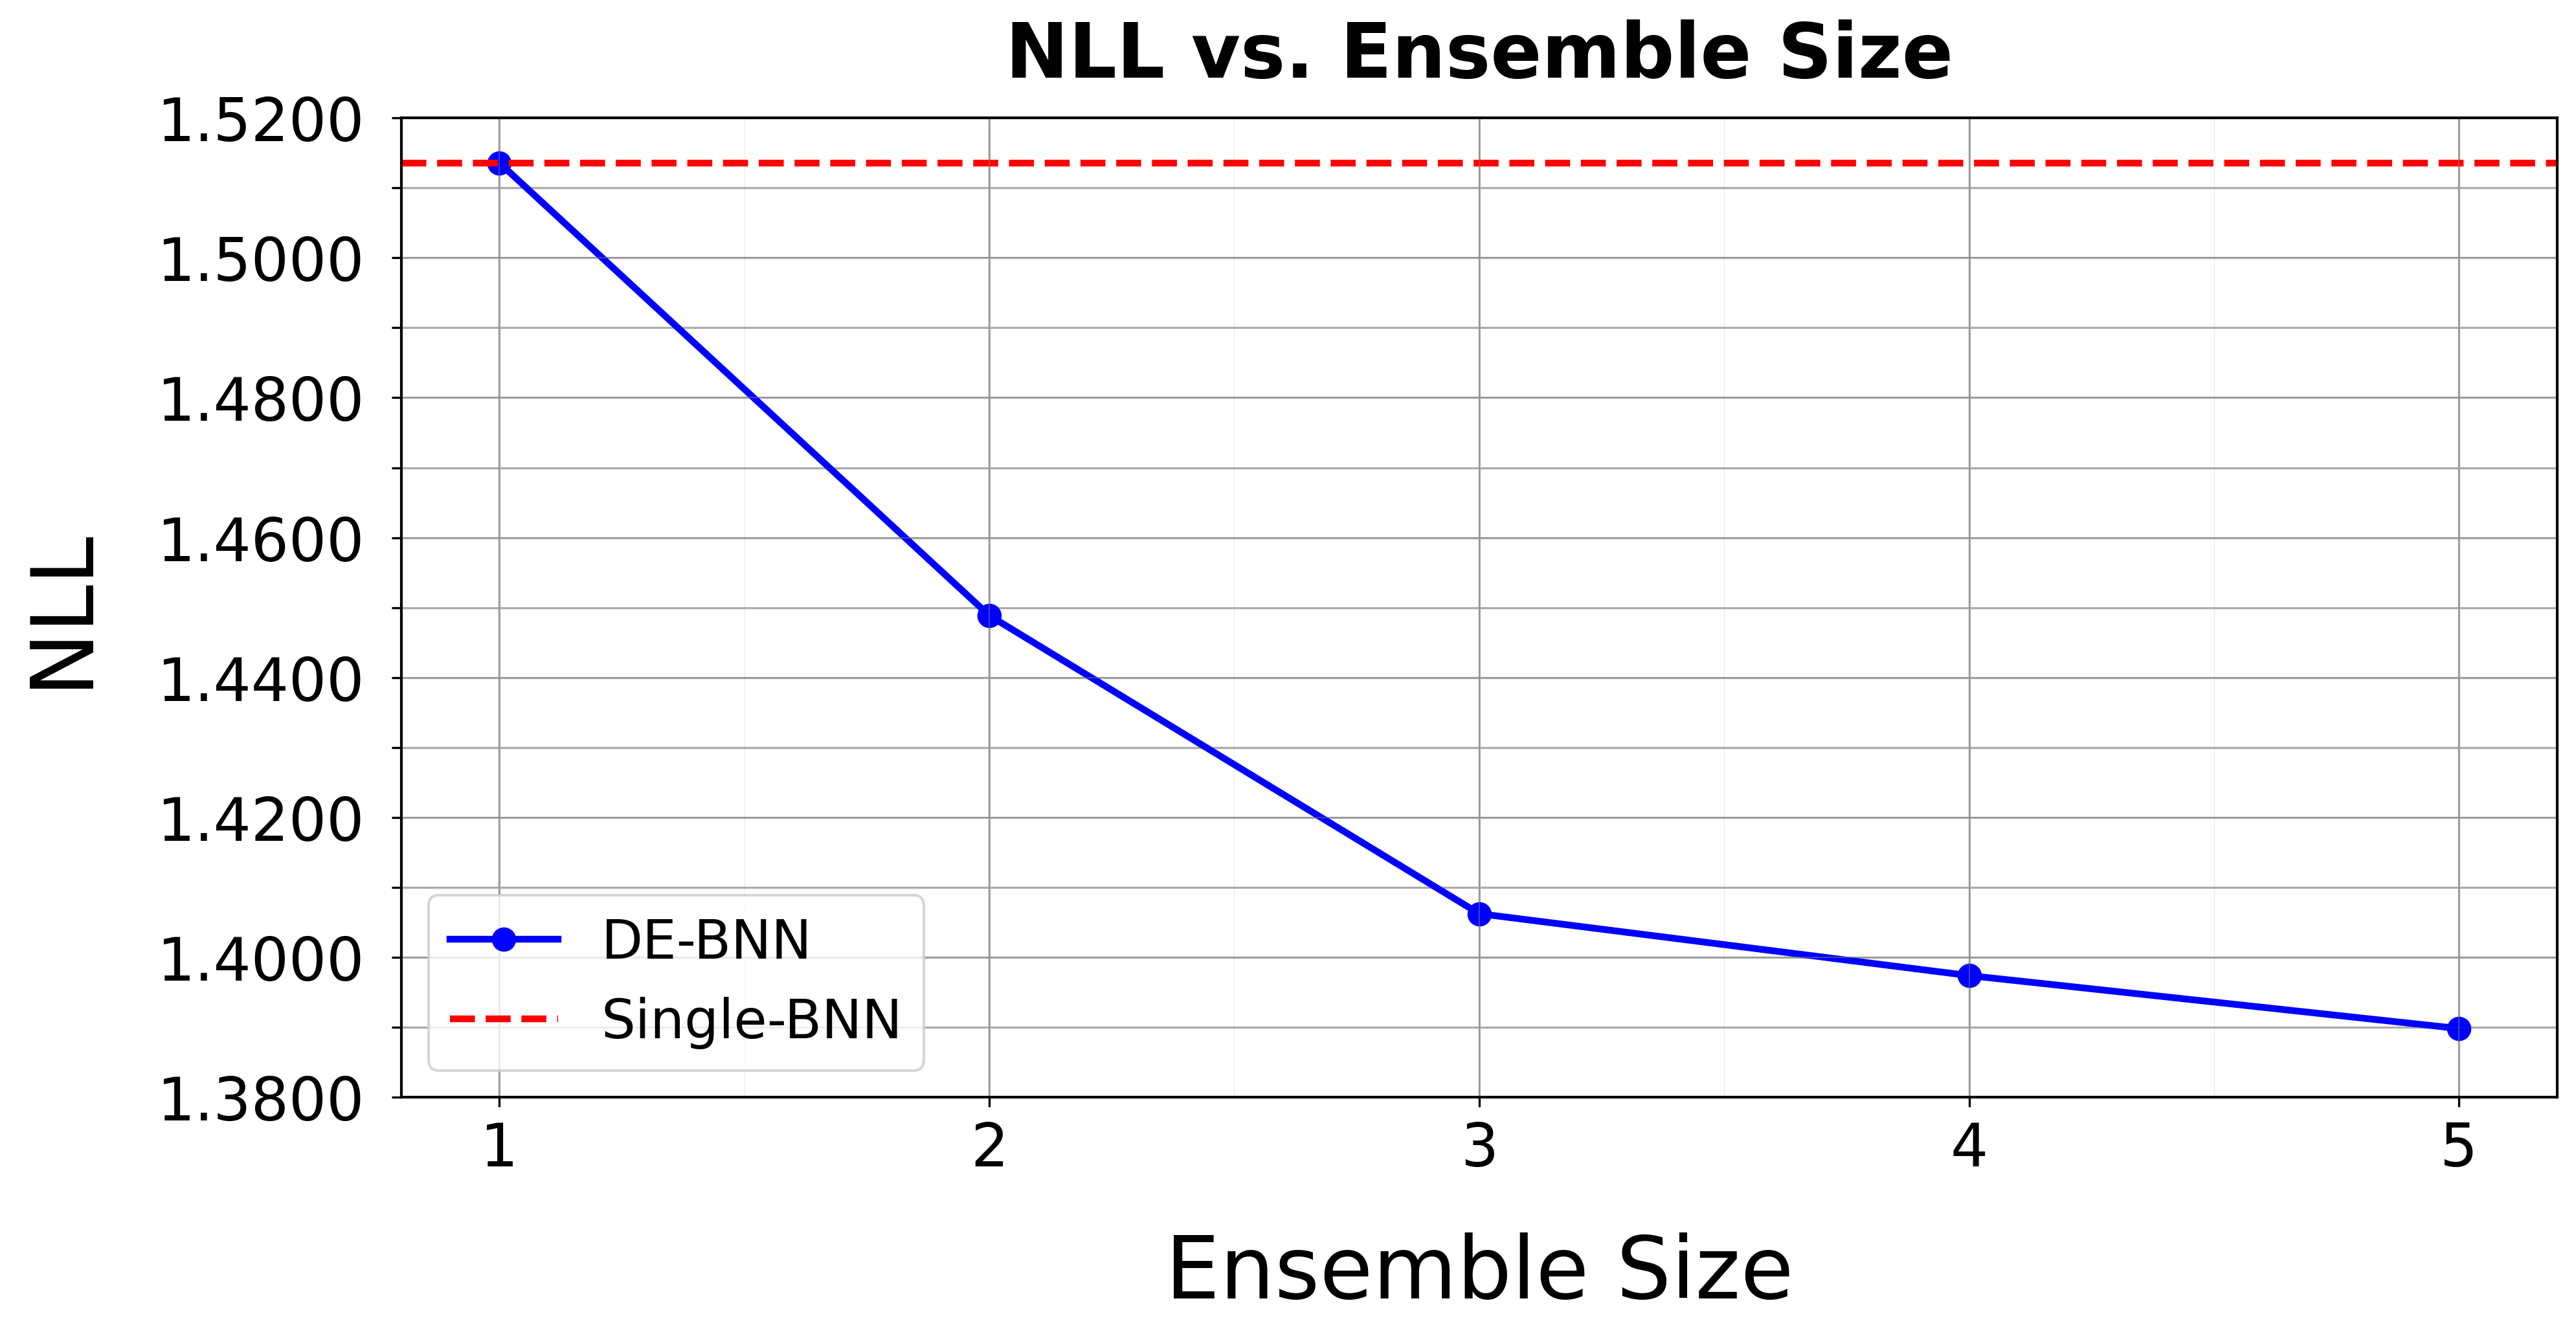 NLL vs. Ensemble Size
1.5200
1.5000
1.4800
1.4600
1.4400
1.4200
1.4000
1.3800
NLL
DE-BNN
Single-BNN
1 2 3 4 5
Ensemble Size